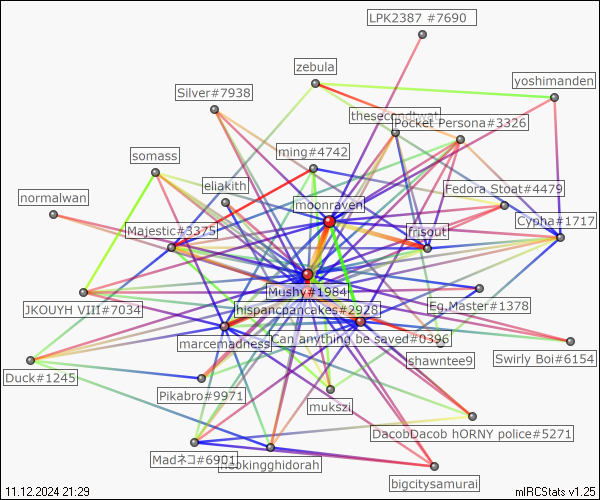 LPK2387 #7690
zebula
yoshimanden
Silver#7938
thesecondtwat
Pocket Persona#3326
ming#4742
somass
eliakith
Fedora Stoat#4479
normalwan
moonraven
Cypha#1717
Majestic#3375
frisout
Mushy#1984
JKOUYH VIII#7034
hispancpancakes#2928
Eg.Master#1378
marcemadness
Can anything be saved#0396
shawntee9
Swirly Boi#6154
Duck#1245
Pikabro#9971
mukszi
DacobDacob hORNY police#5271
Madネコ#6901
neokingghidorah
bigcitysamurai
11.12.2024 21:29
mIRCStats v1.25